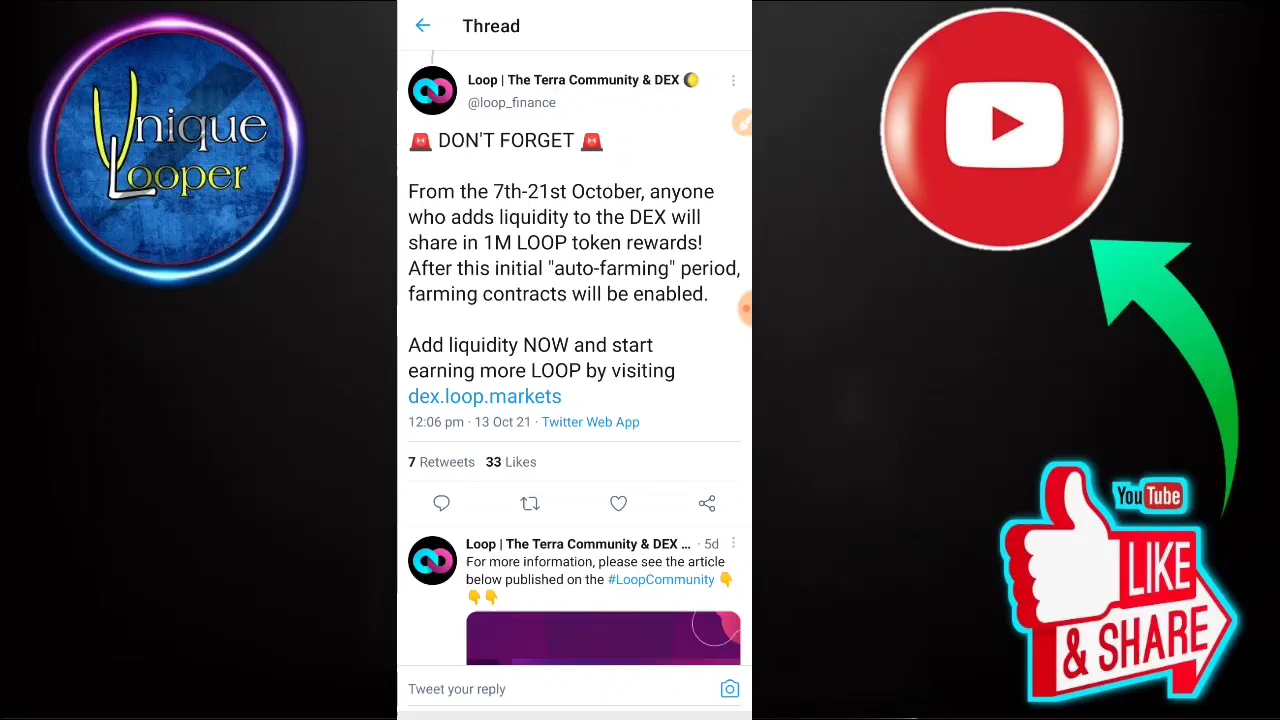 Unique
Looper
Thread
Loop | The Terra Community & DEX
@loop_finance
🚨 DON'T FORGET 🚨
From the 7th-21st October, anyone
who adds liquidity to the DEX will
share in 1M LOOP token rewards!
After this initial "auto-farming" period,
farming contracts will be enabled.
Add liquidity NOW and start
earning more LOOP by visiting
dex.loop.markets
12:06 pm · 13 Oct 21 · Twitter Web App
7 Retweets 33 Likes
Loop | The Terra Community & DEX ... · 5d
For more information, please see the article
below published on the #LoopCommunity 👇
👇👇
Tweet your reply
YouTube
LIKE
& SHARE